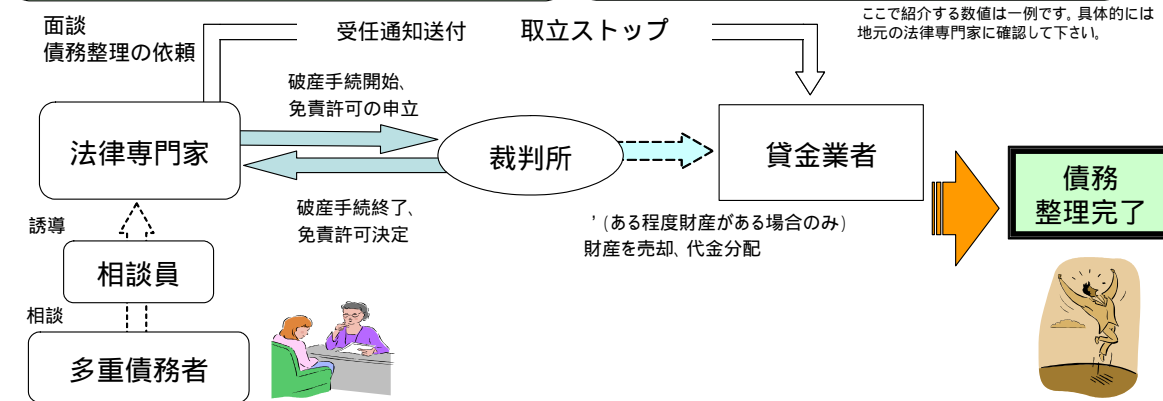 面談
債務整理の依頼
受任通知送付
取立ストップ
ここで紹介する数値は一例です。具体的には
地元の法律専門家に確認して下さい。
破産手続開始、
免責許可の申立
法律専門家
裁判所
貸金業者
債務
整理完了
破産手続終了、
免責許可決定
’(ある程度財産がある場合のみ)
財産を売却、代金分配
誘導
相談員
相談
多重債務者